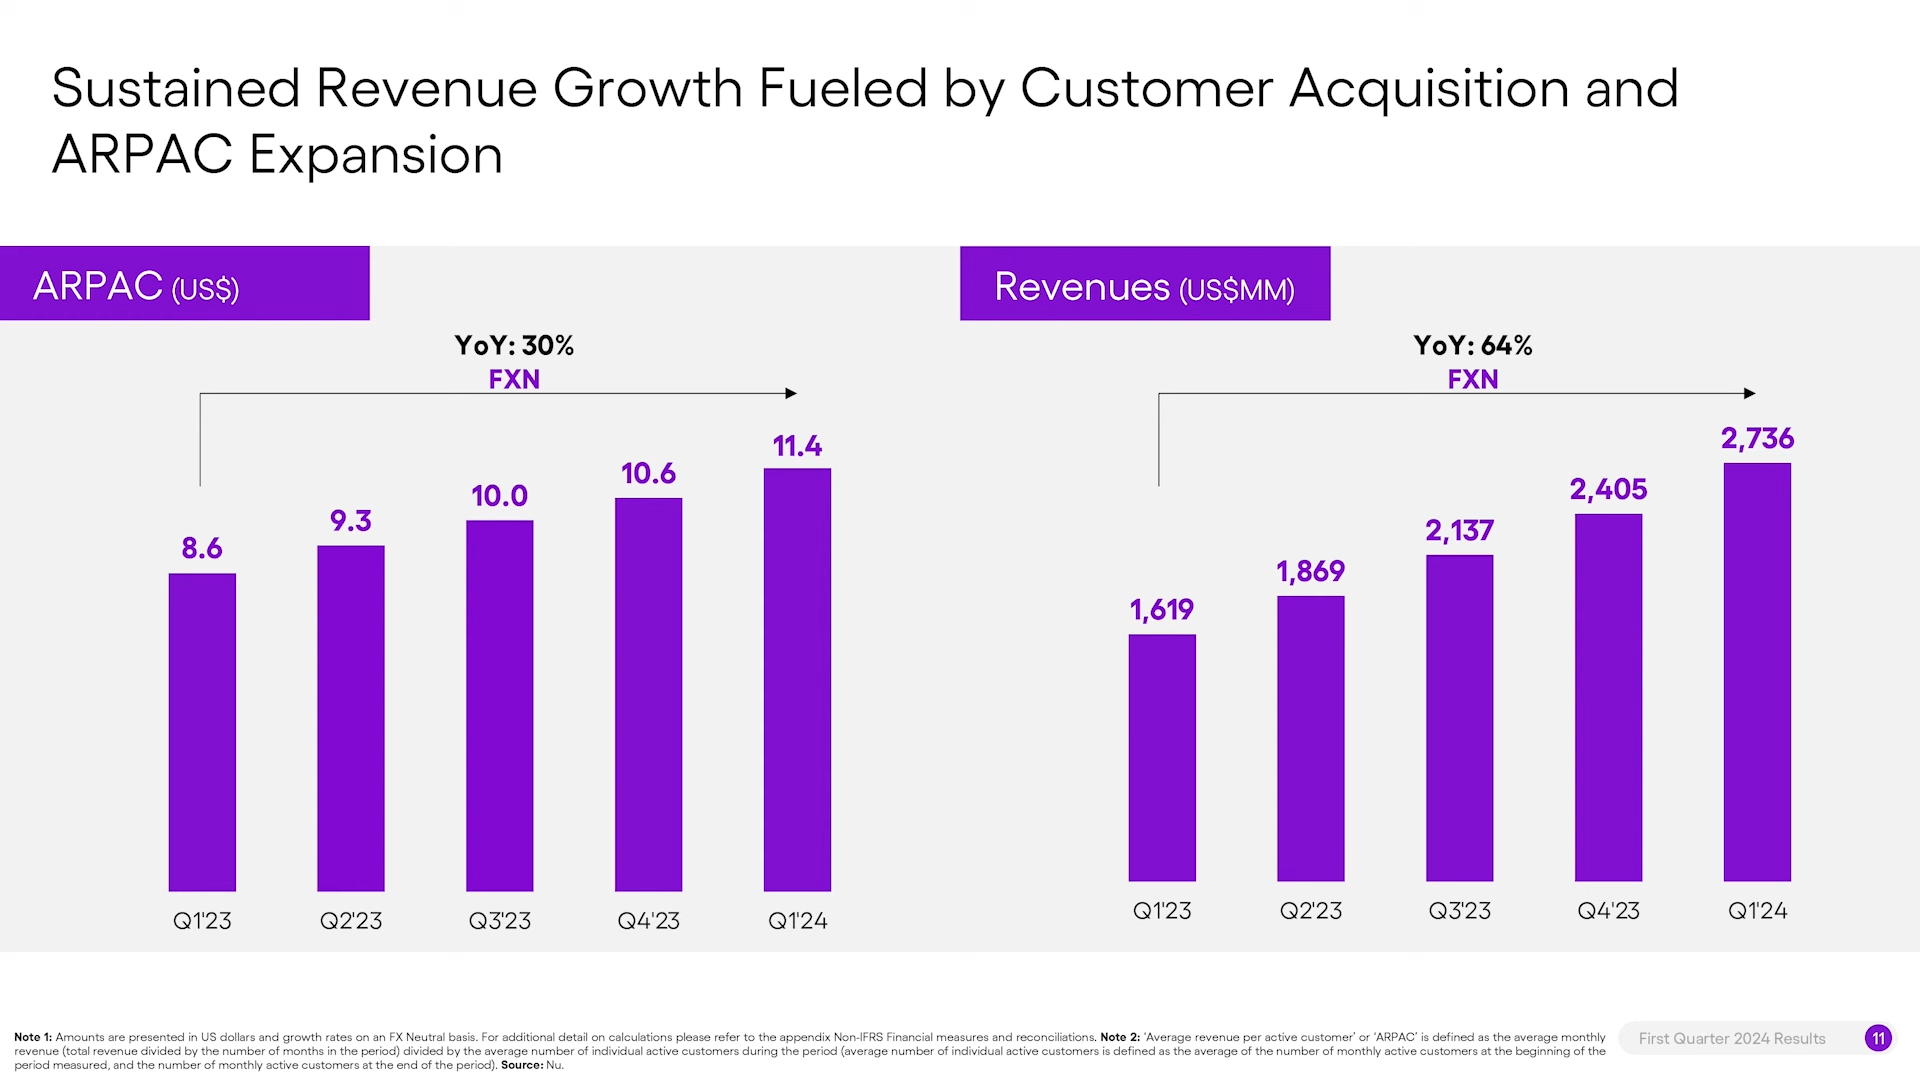 Sustained Revenue Growth Fueled by Customer Acquisition and
ARPAC Expansion
ARPAC (US$)
YoY: 30%
FXN
8.6
9.3
10.0
10.6
11.4
Q1'23
Q2'23
Q3'23
Q4'23
Q1'24
Revenues (US$MM)
YoY: 64%
FXN
1,619
1,869
2,137
2,405
2,736
Q1'23
Q2'23
Q3'23
Q4'23
Q1'24
Note 1: Amounts are presented in US dollars and growth rates on an FX Neutral basis. For additional detail on calculations please refer to the appendix Non-IFRS Financial measures and reconciliations. Note 2: 'Average revenue per active customer' or 'ARPAC' is defined as the average monthly
revenue (total revenue divided by the number of months in the period) divided by the average number of individual active customers during the period (average number of individual active customers is defined as the average of the number of monthly active customers at the beginning of the
period measured, and the number of monthly active customers at the end of the period). Source: Nu.
First Quarter 2024 Results
11